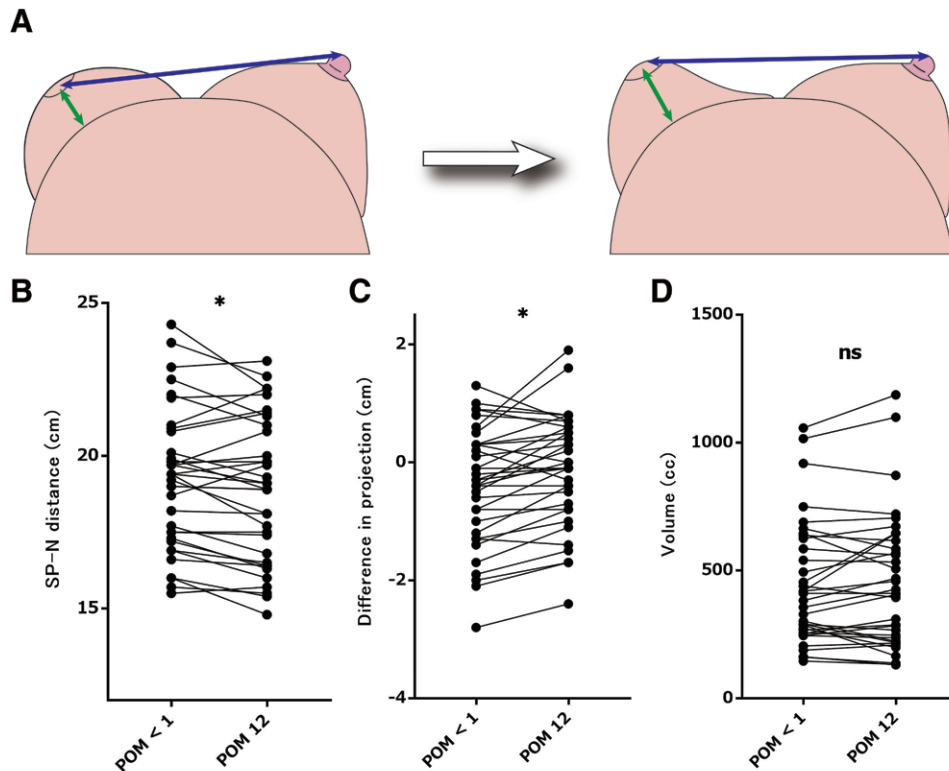 A
B
SP−N distance (cm)
25
20
15
*
POM < 1
POM 12
C
Difference in projection (cm)
2
0
-2
-4
*
POM < 1
POM 12
D
Volume (cc)
1500
1000
500
0
ns
POM < 1
POM 12